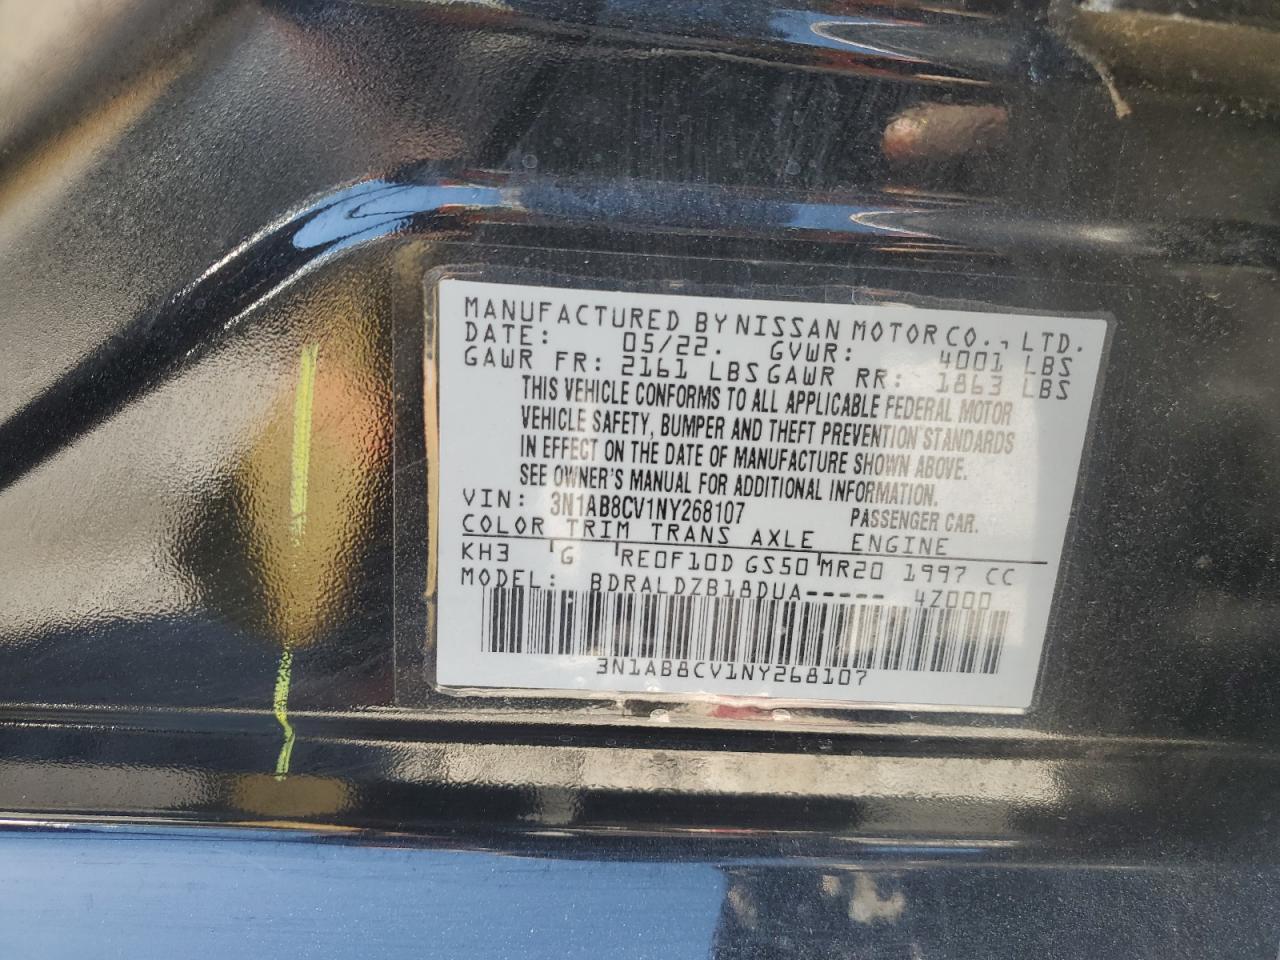 MANUFACTURED BY NISSAN MOTOR CO., LTD.
DATE: 05/22. GVWR: 4001 LBS
GAWR FR: 2161 LBS GAWR RR: 1863 LBS
THIS VEHICLE CONFORMS TO ALL APPLICABLE FEDERAL MOTOR
VEHICLE SAFETY, BUMPER AND THEFT PREVENTION STANDARDS
IN EFFECT ON THE DATE OF MANUFACTURE SHOWN ABOVE.
SEE OWNER'S MANUAL FOR ADDITIONAL INFORMATION.
VIN: 3N1AB8CV1NY268107 PASSENGER CAR.
COLOR TRIM TRANS AXLE ENGINE
KH3 G RE0F10D GS50 MR20 1997 CC
MODEL: BDRALDZB18DUA----- 4Z000
3N1AB8CV1NY268107